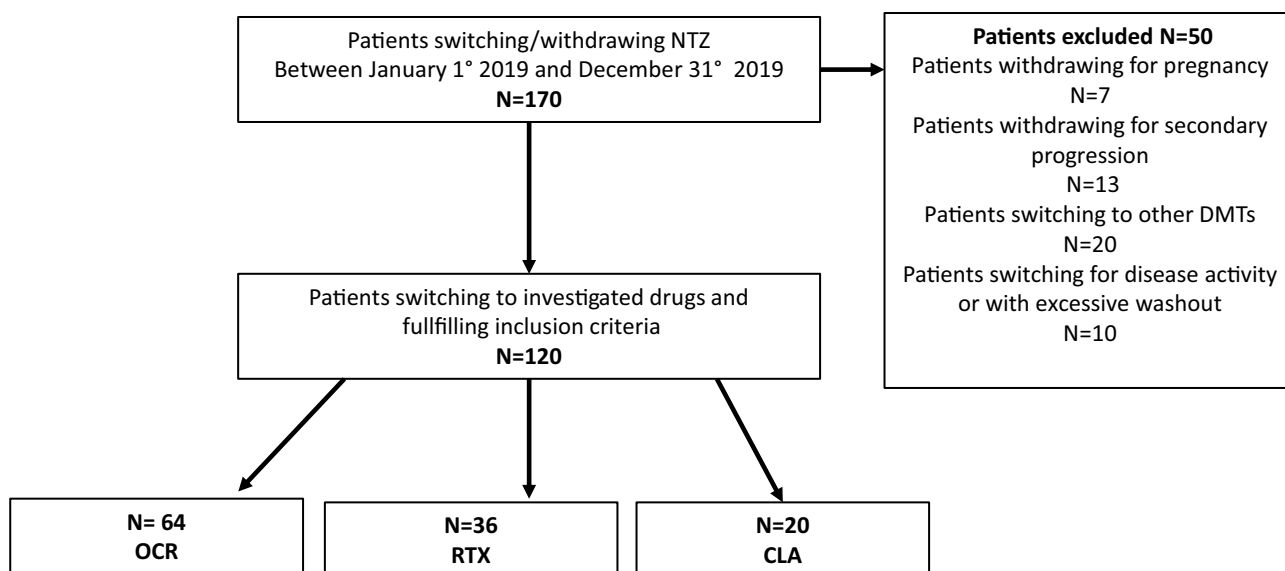 Patients switching/withdrawing NTZ
Between January 1° 2019 and December 31° 2019
N=170
Patients excluded N=50
Patients withdrawing for pregnancy
N=7
Patients withdrawing for secondary
progression
N=13
Patients switching to other DMTs
N=20
Patients switching for disease activity
or with excessive washout
N=10
Patients switching to investigated drugs and
fullfilling inclusion criteria
N=120
N= 64
OCR
N=36
RTX
N=20
CLA